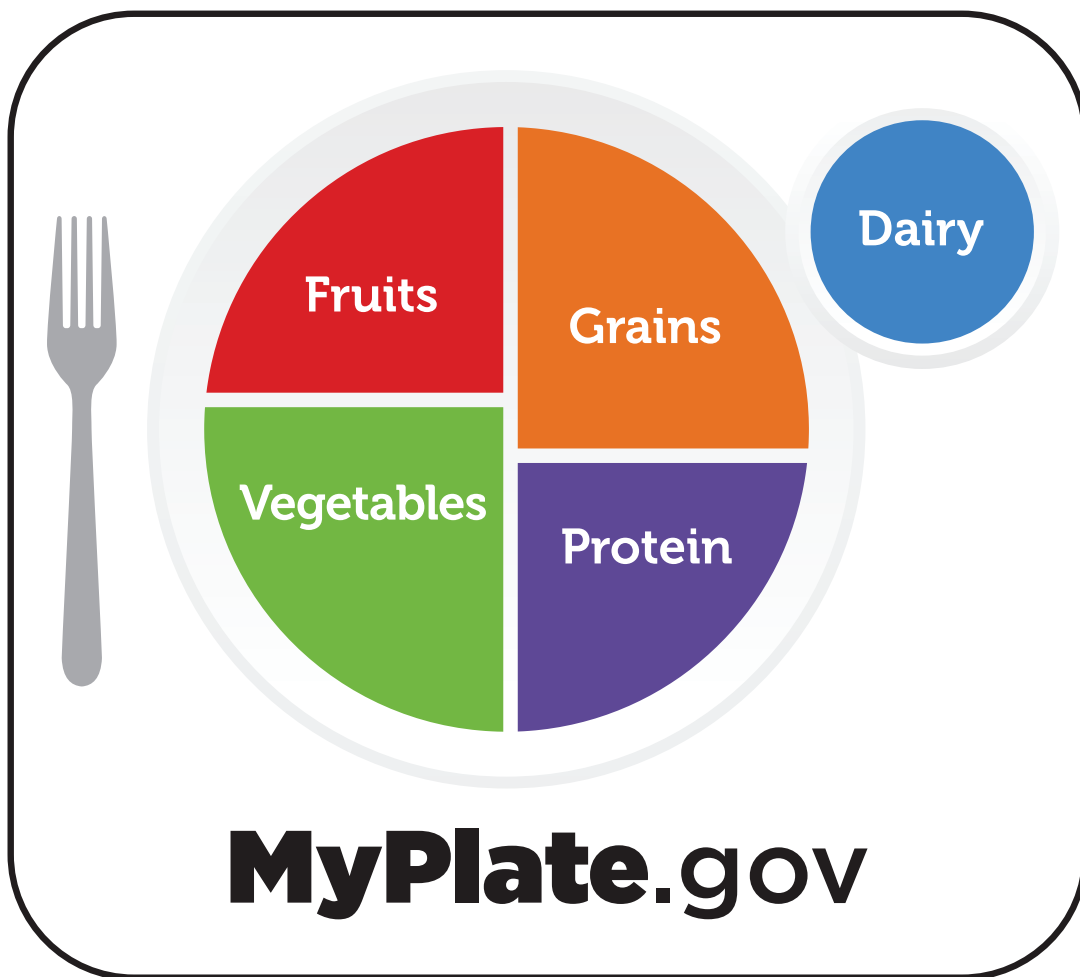 Fruits
Grains
Dairy
Vegetables
Protein
MyPlate.gov